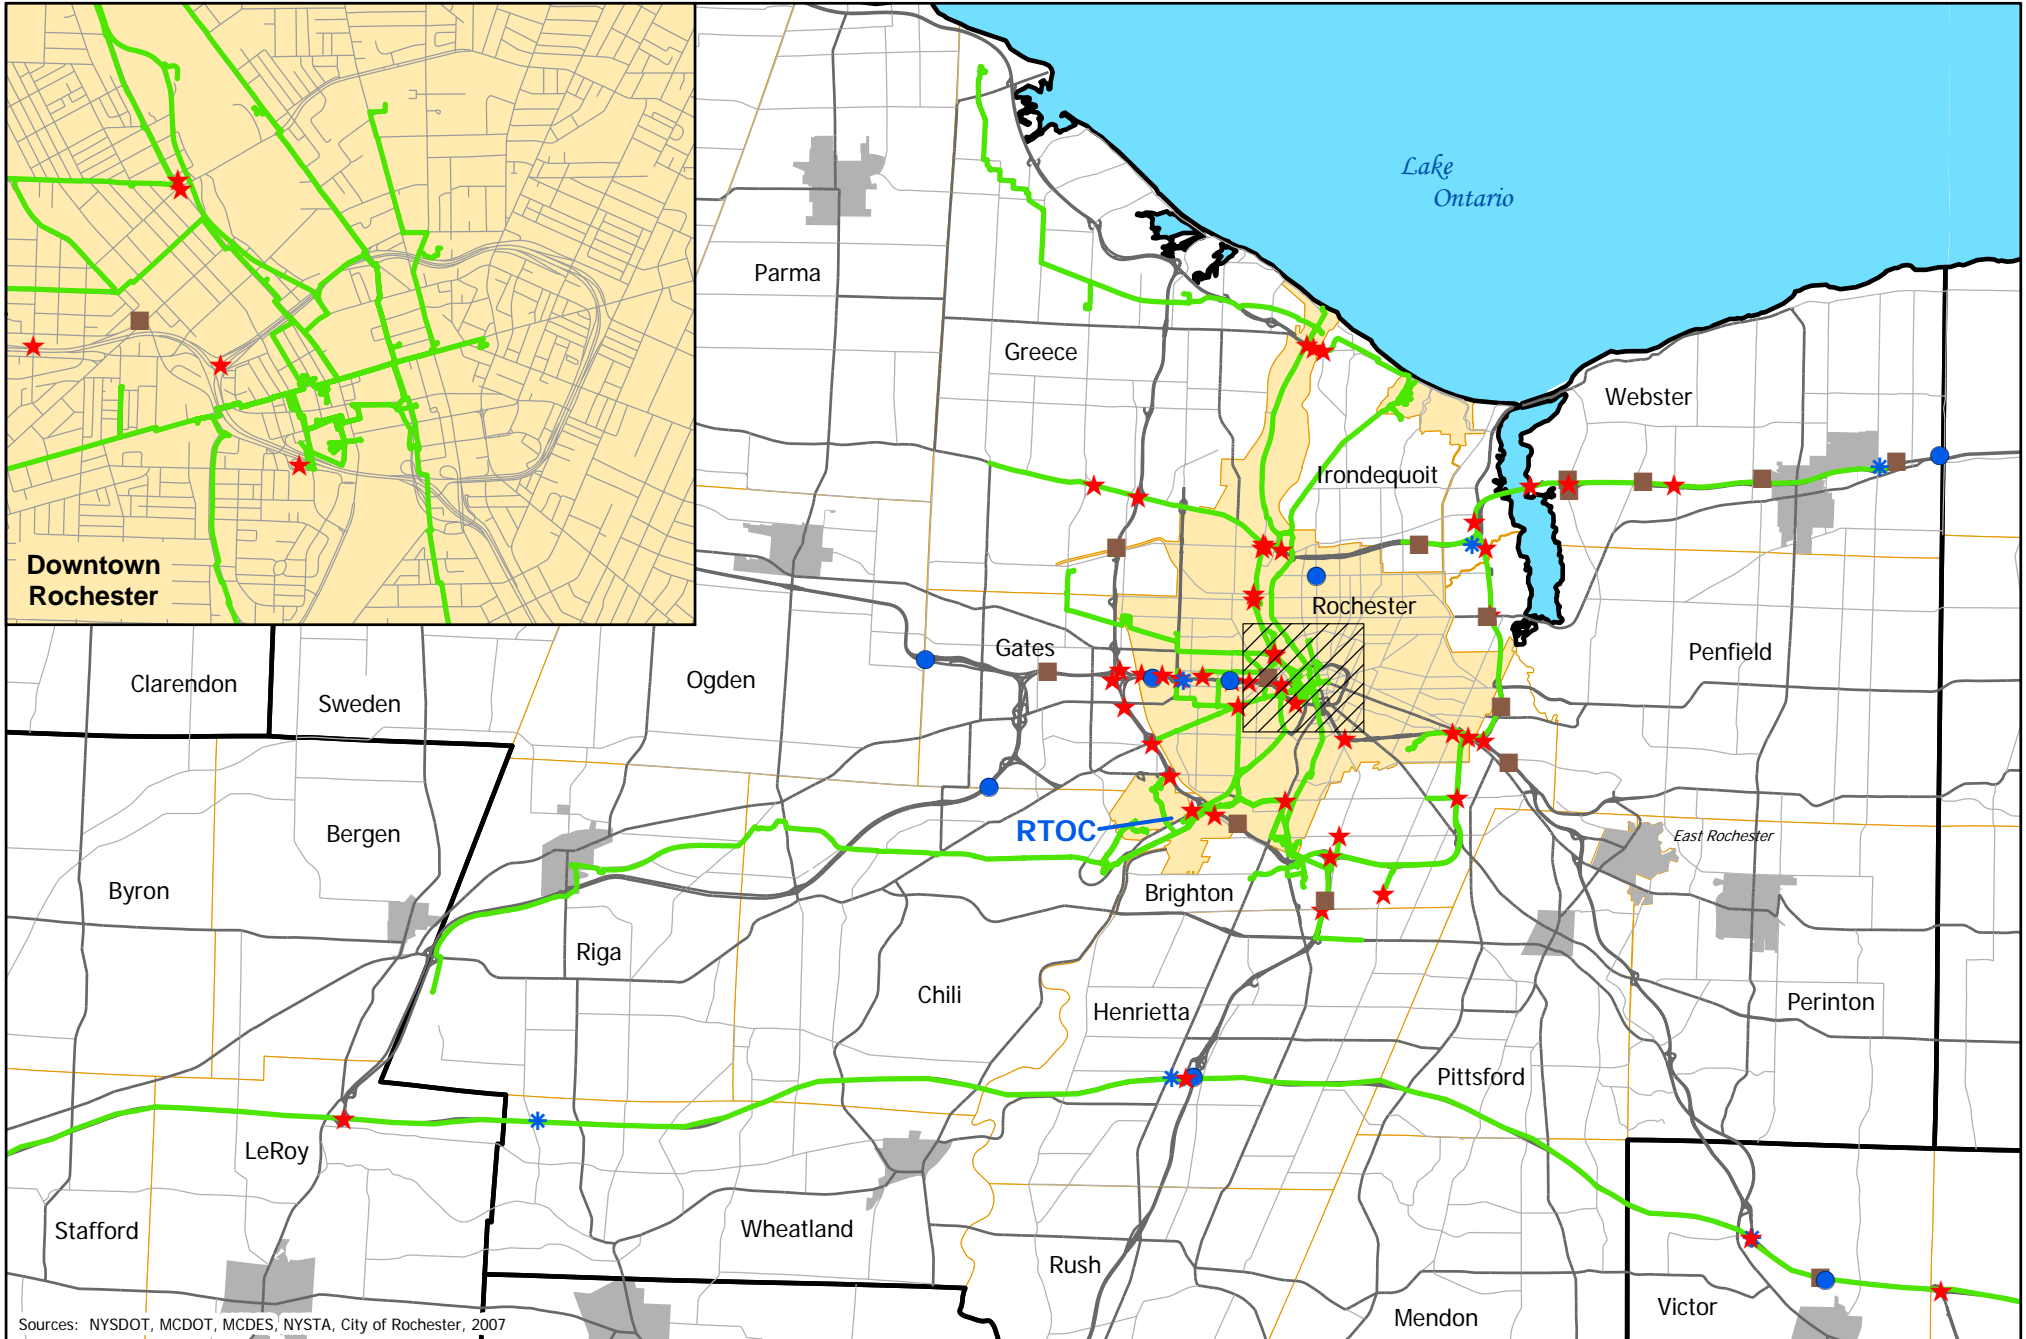 Lake
Ontario
Parma
Greece
Webster
Irondequoit
Downtown
Rochester
Rochester
Gates
Penfield
Clarendon
Sweden
Ogden
RTOC
East Rochester
Bergen
Byron
Brighton
Riga
Chili
Henrietta
Perinton
Pittsford
LeRoy
Stafford
Wheatland
Rush
Mendon
Victor
Sources: NYSDOT, MCDOT, MCDES, NYSTA, City of Rochester, 2007